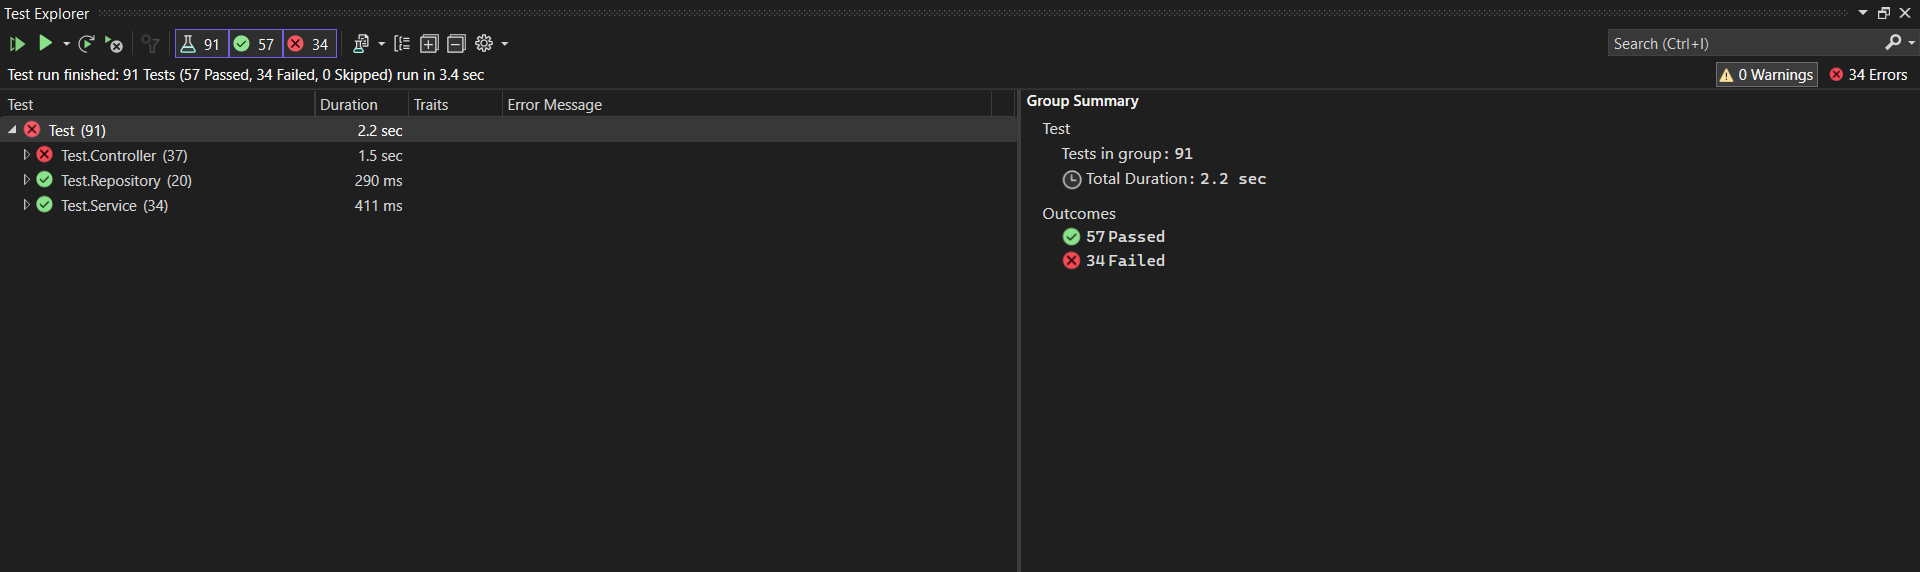 Test Explorer
91 57 34
Search (Ctrl+I)
Test run finished: 91 Tests (57 Passed, 34 Failed, 0 Skipped) run in 3.4 sec
0 Warnings 34 Errors
Test Duration Traits Error Message
Test (91) 2.2 sec
Test.Controller (37) 1.5 sec
Test.Repository (20) 290 ms
Test.Service (34) 411 ms
Group Summary
Test
Tests in group: 91
Total Duration: 2.2 sec
Outcomes
57 Passed
34 Failed